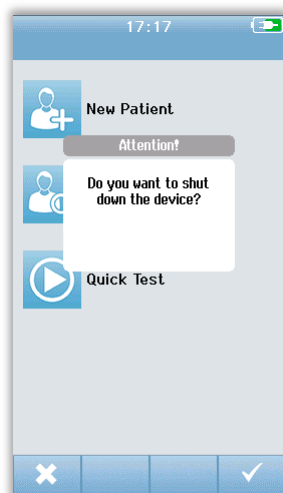 17:17
New Patient
Attention!
Do you want to shut
down the device?
Quick Test